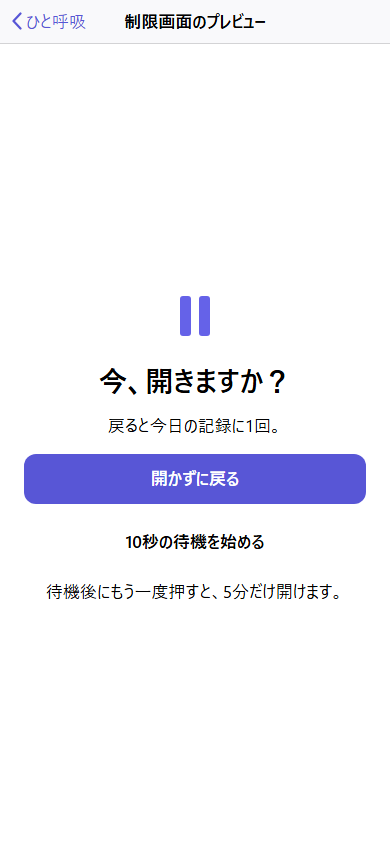 ひと呼吸
制限画面のプレビュー
今、開きますか？
戻ると今日の記録に1回。
開かずに戻る
10秒の待機を始める
待機後にもう一度押すと、5分だけ開けます。